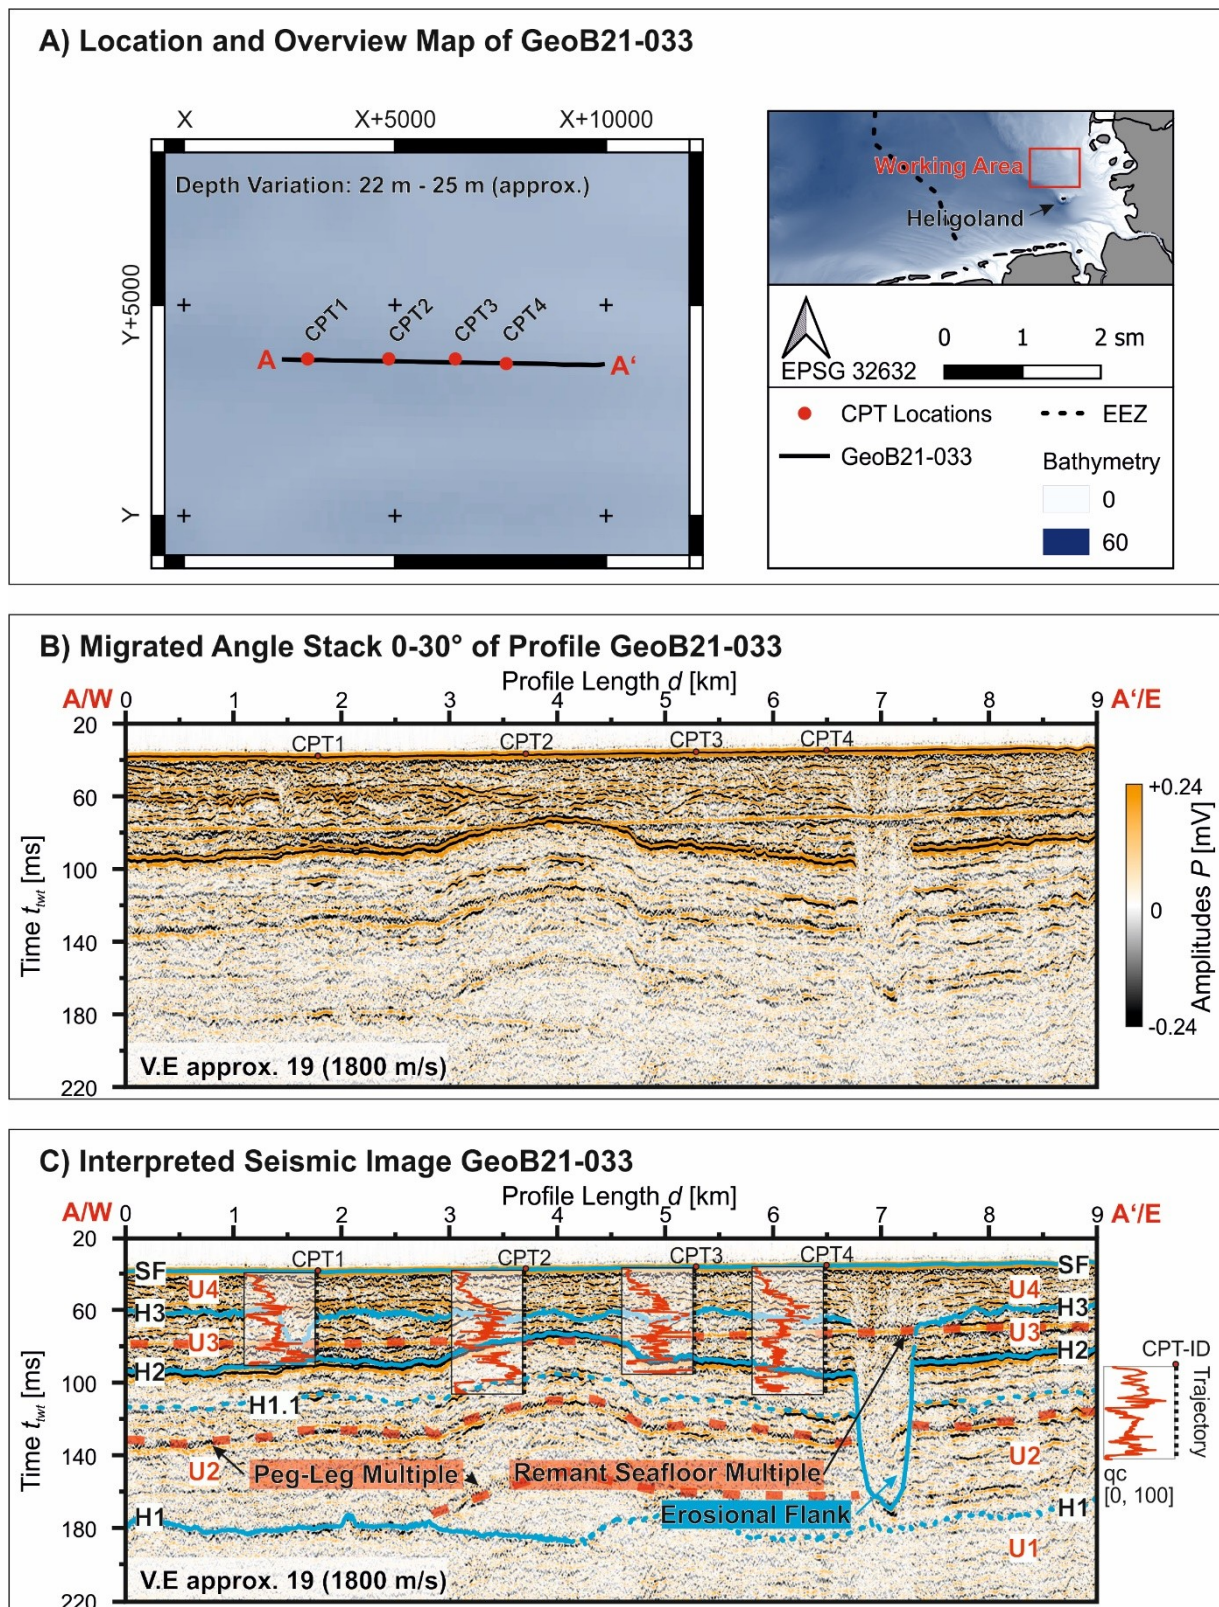 A) Location and Overview Map of GeoB21-033
X X+5000 X+10000
Depth Variation: 22 m - 25 m (approx.)
Y+5000
Y
CPT1 CPT2 CPT3 CPT4
A A‘
Working Area
Heligoland
0 1 2 sm
EPSG 32632
CPT Locations
EEZ
GeoB21-033
Bathymetry
0
60
B) Migrated Angle Stack 0-30° of Profile GeoB21-033
Profile Length d [km]
A/W 0 1 2 3 4 5 6 7 8 9 A‘/E
20
60
100
140
180
220
Time t_twt [ms]
CPT1 CPT2 CPT3 CPT4
V.E approx. 19 (1800 m/s)
+0.24
0
-0.24
Amplitudes P [mV]
C) Interpreted Seismic Image GeoB21-033
Profile Length d [km]
A/W 0 1 2 3 4 5 6 7 8 9 A‘/E
20
60
100
140
180
220
Time t_twt [ms]
CPT1 CPT2 CPT3 CPT4
SF SF
U4 U4
H3 H3
U3 U3
H2 H2
H1.1
Peg-Leg Multiple
Remant Seafloor Multiple
U2 U2
Erosional Flank
H1 H1
U1
V.E approx. 19 (1800 m/s)
CPT-ID
Trajectory
qc
[0, 100]